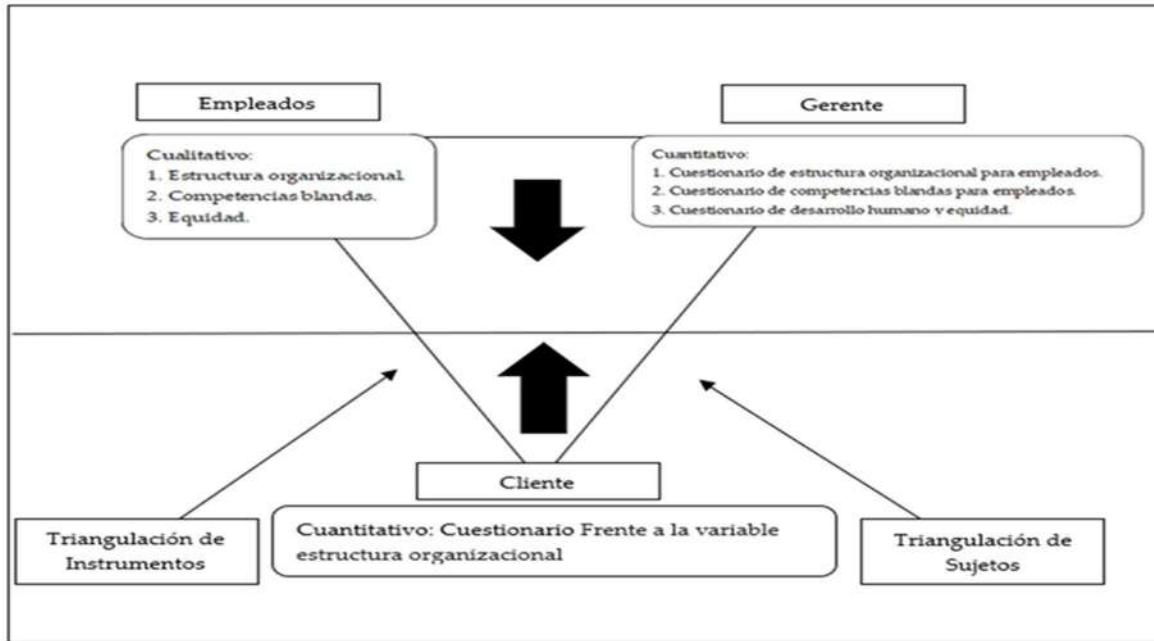 Empleados
Cualitativo:
1. Estructura organizacional.
2. Competencias blandas.
3. Equidad.
Gerente
Cuantitativo:
1. Cuestionario de estructura organizacional para empleados.
2. Cuestionario de competencias blandas para empleados.
3. Cuestionario de desarrollo humano y equidad.
Cliente
Cuantitativo: Cuestionario Frente a la variable
estructura organizacional
Triangulación de
Instrumentos
Triangulación de
Sujetos